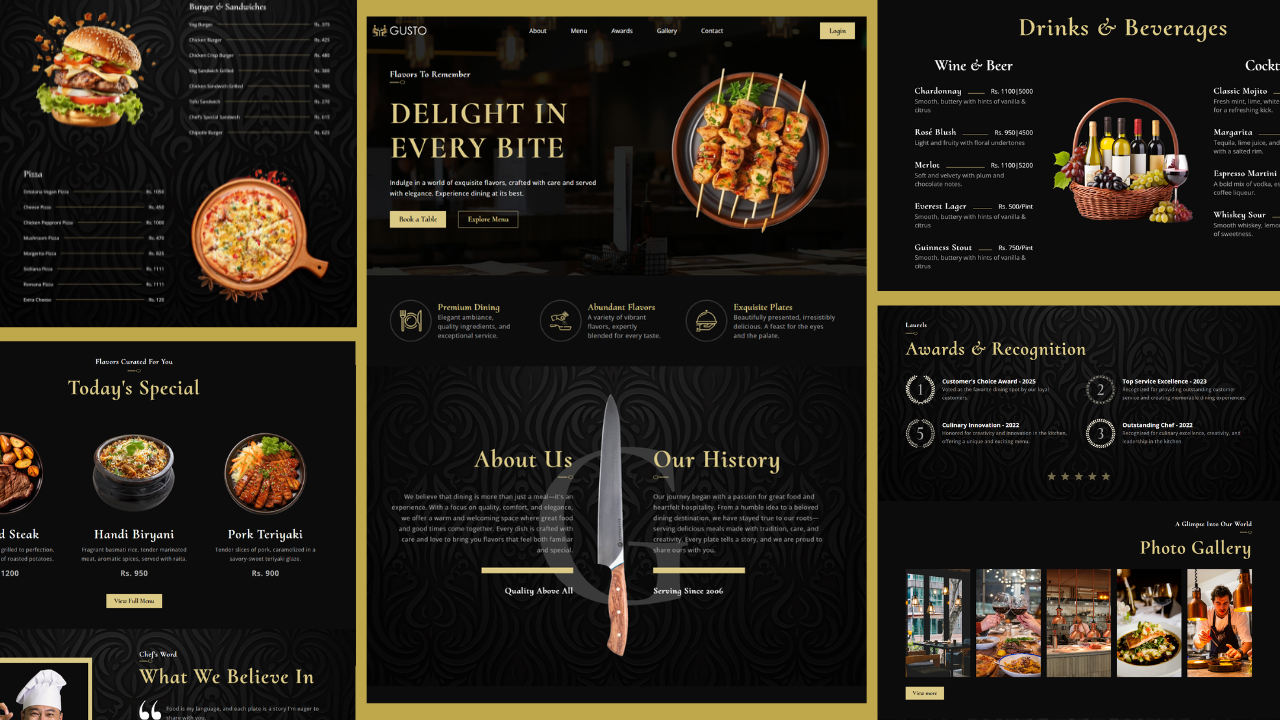 Burger & Sandwiches
Veg Burger Rs. 375
Chicken Burger Rs. 425
Chicken Crisp Burger Rs. 480
Veg Sandwich Grilled Rs. 360
Chicken Sandwich Grilled Rs. 390
Tofu Sandwich Rs. 270
Chef's Special Sandwich Rs. 615
Chipotle Burger Rs. 625
Pizza
Vegan Pizza Rs. 1050
Cheese Pizza Rs. 450
Chicken Pepperoni Pizza Rs. 1000
Mushroom Pizza Rs. 470
Margarita Pizza Rs. 825
Siciliana Pizza Rs. 1111
Romana Pizza Rs. 1111
Extra Cheese Rs. 120
Flavors Curated For You
Today's Special
d Steak
grilled to perfection.
of roasted potatoes.
1200
Handi Biryani
Fragrant basmati rice, tender marinated
meat, aromatic spices, served with raita.
Rs. 950
Pork Teriyaki
Tender slices of pork, caramelized in a
savory-sweet teriyaki glaze.
Rs. 900
View Full Menu
Chef's Word
What We Believe In
Food is my language, and each plate is a story I'm eager to
share with you.
GUSTO
About
Menu
Awards
Gallery
Contact
Login
Flavors To Remember
DELIGHT IN
EVERY BITE
Indulge in a world of exquisite flavors, crafted with care and served
with elegance. Experience dining at its best.
Book a Table
Explore Menu
Premium Dining
Elegant ambiance,
quality ingredients, and
exceptional service.
Abundant Flavors
A variety of vibrant
flavors, expertly
blended for every taste.
Exquisite Plates
Beautifully presented, irresistibly
delicious. A feast for the eyes
and the palate.
G
About Us
We believe that dining is more than just a meal—it's an
experience. With a focus on quality, comfort, and elegance,
we offer a warm and welcoming space where great food
and good times come together. Every dish is crafted with
care and love to bring you flavors that feel both familiar
and special.
Quality Above All
Our History
Our journey began with a passion for great food and
heartfelt hospitality. From a humble idea to a beloved
dining destination, we have stayed true to our roots—
serving delicious meals made with tradition, care, and
creativity. Every plate tells a story, and we are proud to
share ours with you.
Serving Since 2006
Drinks & Beverages
Wine & Beer
Chardonnay Rs. 1100|5000
Smooth, buttery with hints of vanilla &
citrus
Rosé Blush Rs. 950|4500
Light and fruity with floral undertones
Merlot Rs. 1100|5200
Soft and velvety with plum and
chocolate notes.
Everest Lager Rs. 500/Pint
Smooth, buttery with hints of vanilla &
citrus
Guinness Stout Rs. 750/Pint
Smooth, buttery with hints of vanilla &
citrus
Cockt
Classic Mojito
Fresh mint, lime, white
for a refreshing kick.
Margarita
Tequila, lime juice, an
with a salted rim.
Espresso Martini
A bold mix of vodka, es
coffee liqueur.
Whiskey Sour
Smooth whiskey, lemon
of sweetness.
Laurels
Awards & Recognition
1
Customer's Choice Award - 2025
Voted as the favorite dining spot by our loyal
customers.
2
Top Service Excellence - 2023
Recognized for providing outstanding customer
service and creating memorable dining experiences.
5
Culinary Innovation - 2022
Honored for creativity and innovation in the kitchen,
offering a unique and exciting menu.
3
Outstanding Chef - 2022
Recognized for culinary excellence, creativity, and
leadership in the kitchen
A Glimpse Into Our World
Photo Gallery
View more